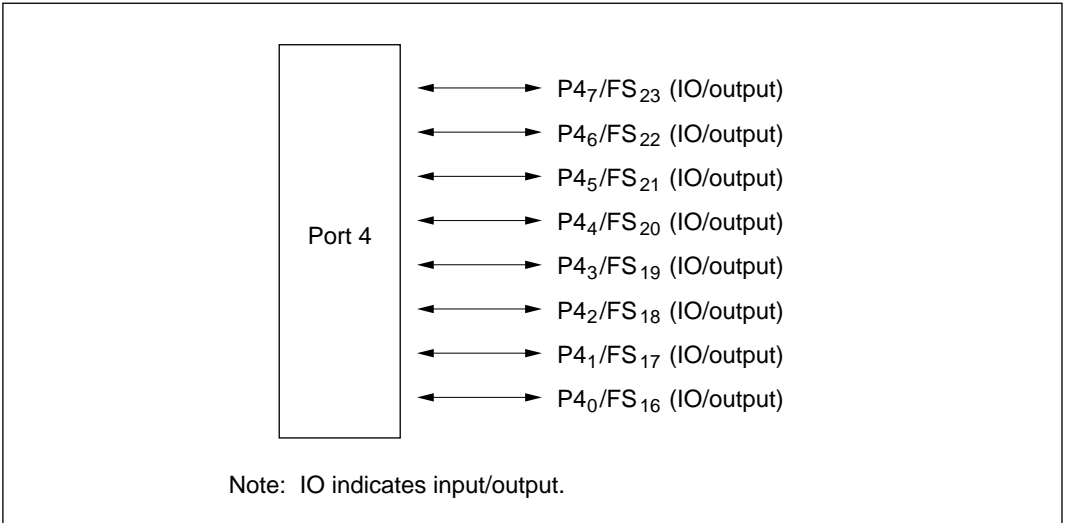 P4₇/FS₂₃ (IO/output)
P4₆/FS₂₂ (IO/output)
P4₅/FS₂₁ (IO/output)
P4₄/FS₂₀ (IO/output)
Port 4
P4₃/FS₁₉ (IO/output)
P4₂/FS₁₈ (IO/output)
P4₁/FS₁₇ (IO/output)
P4₀/FS₁₆ (IO/output)
Note: IO indicates input/output.